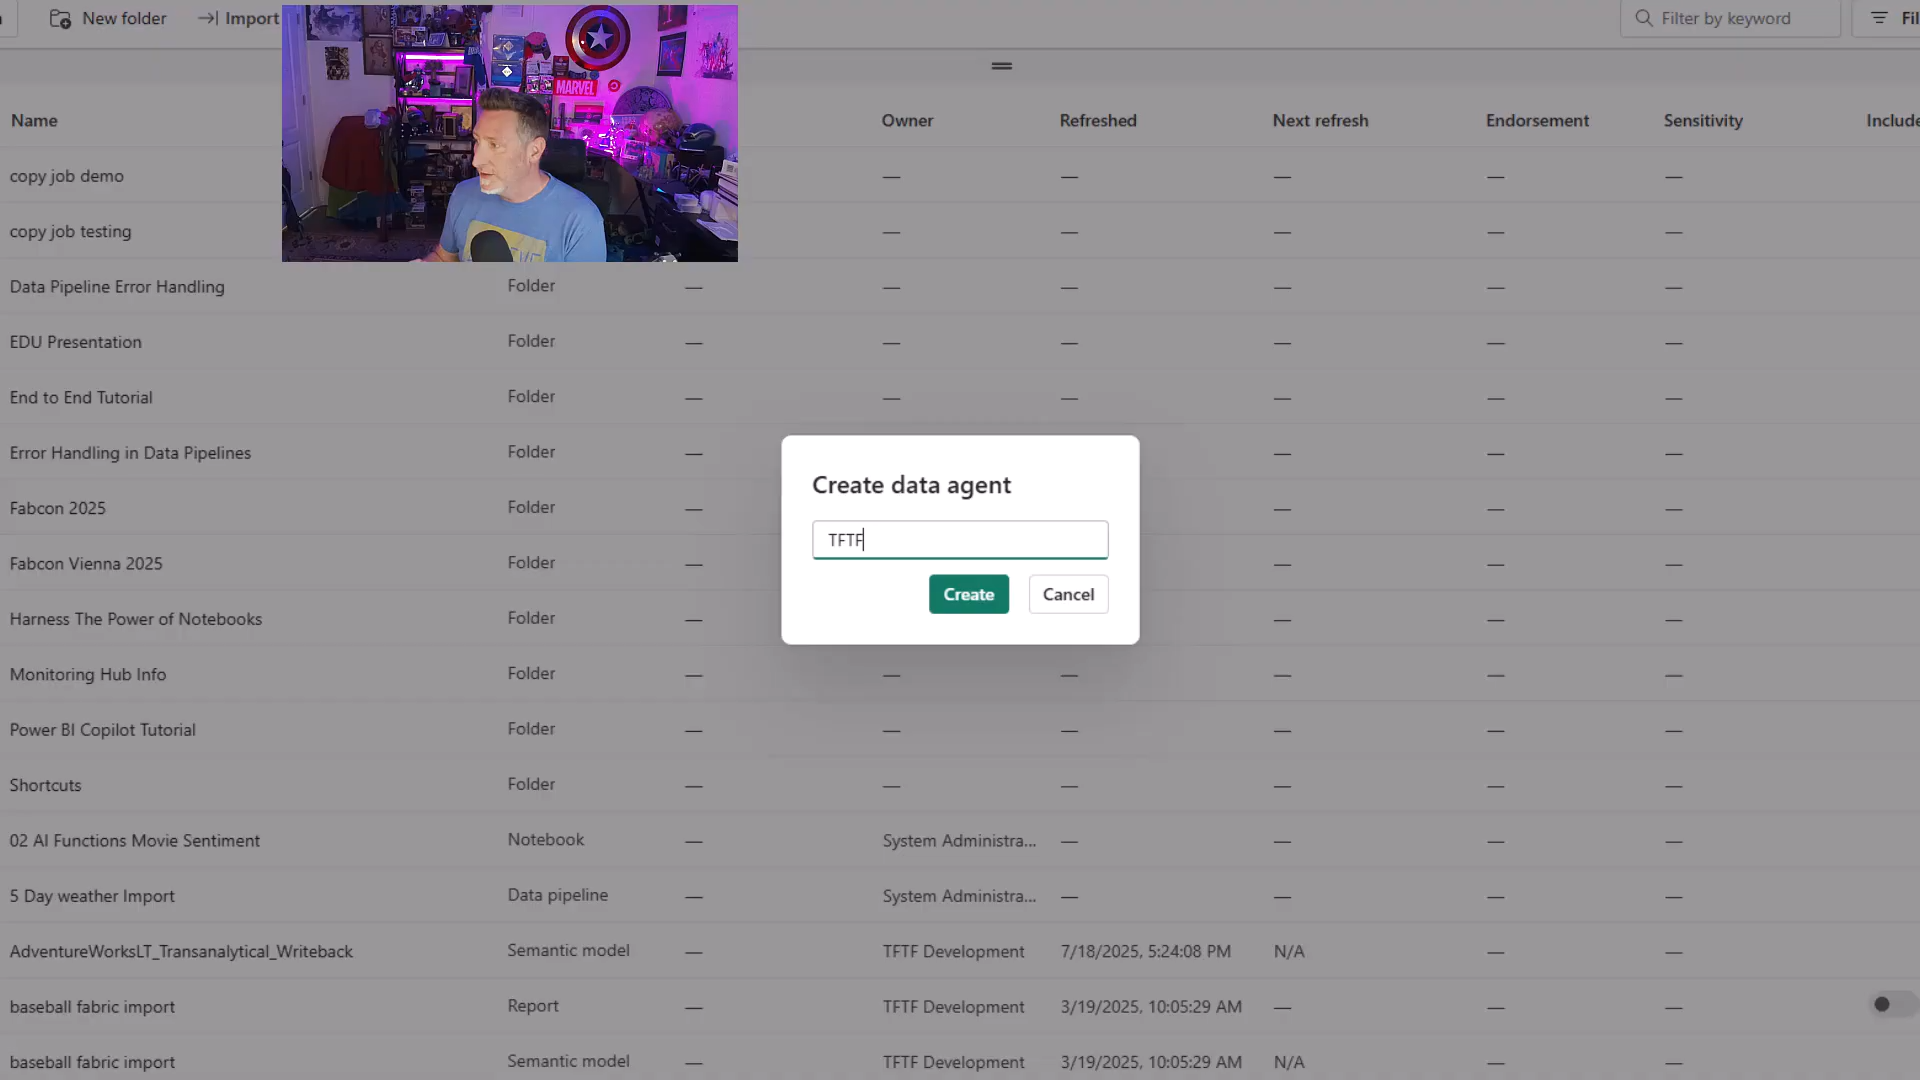 New folder
Import
Filter by keyword
Fil
MARVEL
Name
Owner
Refreshed
Next refresh
Endorsement
Sensitivity
Include
copy job demo
— — — — —
copy job testing
— — — — —
Data Pipeline Error Handling Folder — — — — — —
EDU Presentation Folder — — — — — —
End to End Tutorial Folder — — — — — —
Error Handling in Data Pipelines Folder — — — —
Fabcon 2025 Folder — — — —
Fabcon Vienna 2025 Folder — — — —
Harness The Power of Notebooks Folder — — — —
Monitoring Hub Info Folder — — — — — —
Power BI Copilot Tutorial Folder — — — — — —
Shortcuts Folder — — — — — —
02 AI Functions Movie Sentiment Notebook — System Administra... — — — —
5 Day weather Import Data pipeline — System Administra... — — — —
AdventureWorksLT_Transanalytical_Writeback Semantic model — TFTF Development 7/18/2025, 5:24:08 PM N/A — —
baseball fabric import Report — TFTF Development 3/19/2025, 10:05:29 AM — — —
baseball fabric import Semantic model — TFTF Development 3/19/2025, 10:05:29 AM N/A — —
Create data agent
TFTF
Create
Cancel